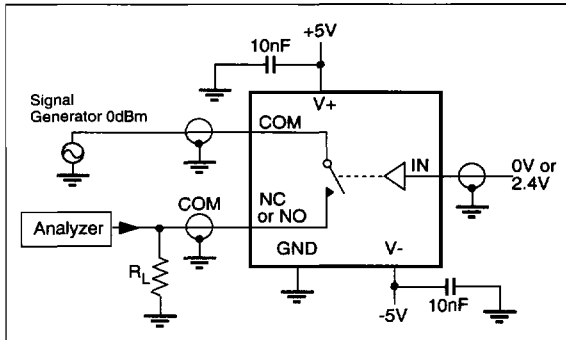 +5V
10nF
Signal
Generator 0dBm
V+
COM
IN
0V or
2.4V
COM
NC
or NO
Analyzer
GND
V-
RL
10nF
-5V